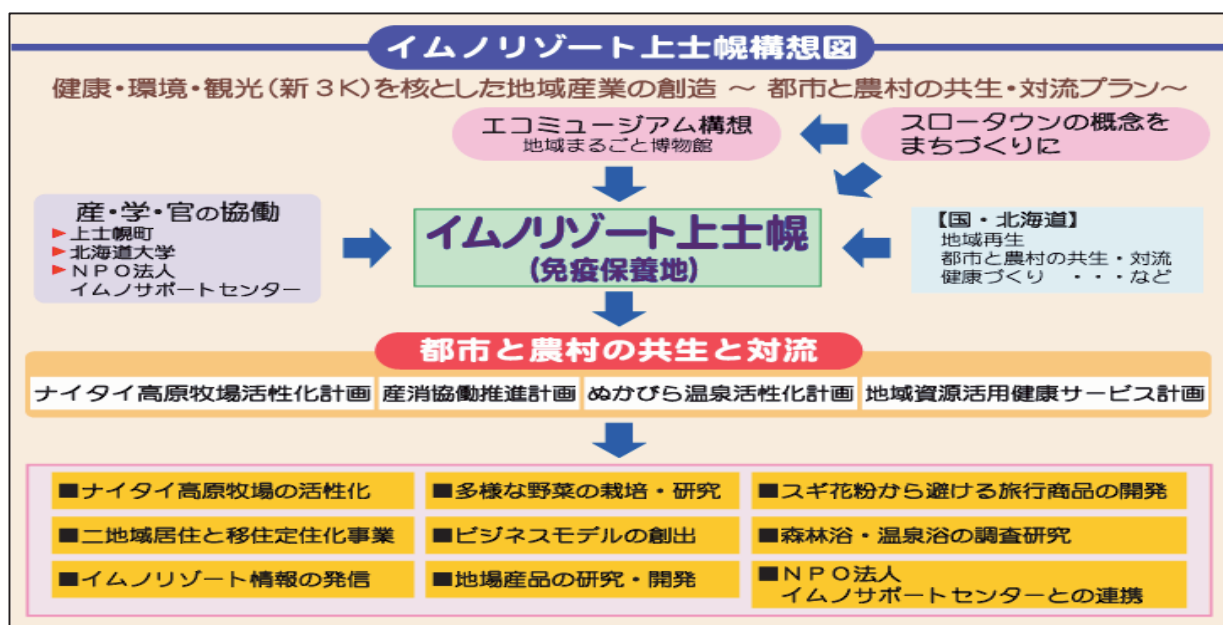 イムノリゾート上士幌構想図
健康・環境・観光(新3K)を核とした地域産業の創造 ～ 都市と農村の共生・対流プラン～
エコミュージアム構想
地域まるごと博物館
スロータウンの概念を
まちづくりに
産・学・官の協働
►上士幌町
►北海道大学
►NPO法人
イムノサポートセンター
イムノリゾート上士幌
(免疫保養地)
【国・北海道】
地域再生
都市と農村の共生・対流
健康づくり ・・・など
都市と農村の共生と対流
ナイタイ高原牧場活性化計画
産消協働推進計画
ぬかびら温泉活性化計画
地域資源活用健康サービス計画
■ナイタイ高原牧場の活性化
■多様な野菜の栽培・研究
■スギ花粉から避ける旅行商品の開発
■二地域居住と移住定住化事業
■ビジネスモデルの創出
■森林浴・温泉浴の調査研究
■イムノリゾート情報の発信
■地場産品の研究・開発
■NPO法人
イムノサポートセンターとの連携